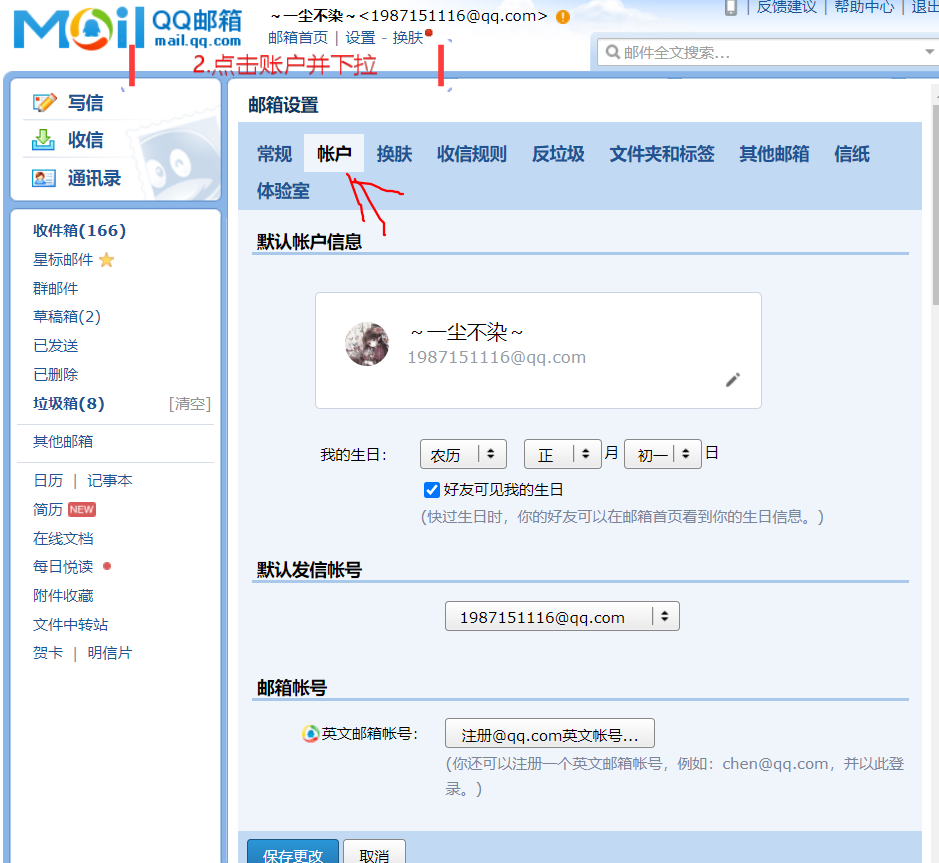 Mail QQ邮箱 mail.qq.com
～一尘不染～<1987151116@qq.com>
邮箱首页 | 设置 - 换肤
| 反馈建议 | 帮助中心 | 退出
邮件全文搜索...
2.点击账户并下拉
写信
收信
通讯录
收件箱(166)
星标邮件
群邮件
草稿箱(2)
已发送
已删除
垃圾箱(8) [清空]
其他邮箱
日历 | 记事本
简历 NEW
在线文档
每日悦读
附件收藏
文件中转站
贺卡 | 明信片
邮箱设置
常规 帐户 换肤 收信规则 反垃圾 文件夹和标签 其他邮箱 信纸
体验室
默认帐户信息
～一尘不染～
1987151116@qq.com
我的生日： 农历 正 月 初一 日
好友可见我的生日
(快过生日时，你的好友可以在邮箱首页看到你的生日信息。)
默认发信帐号
1987151116@qq.com
邮箱帐号
英文邮箱帐号： 注册@qq.com英文帐号...
(你还可以注册一个英文邮箱帐号，例如：chen@qq.com，并以此登
录。)
保存更改 取消